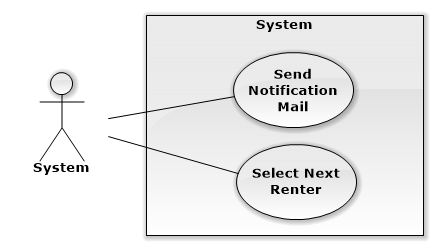 System
Send
Notification
Mail
Select Next
Renter
System